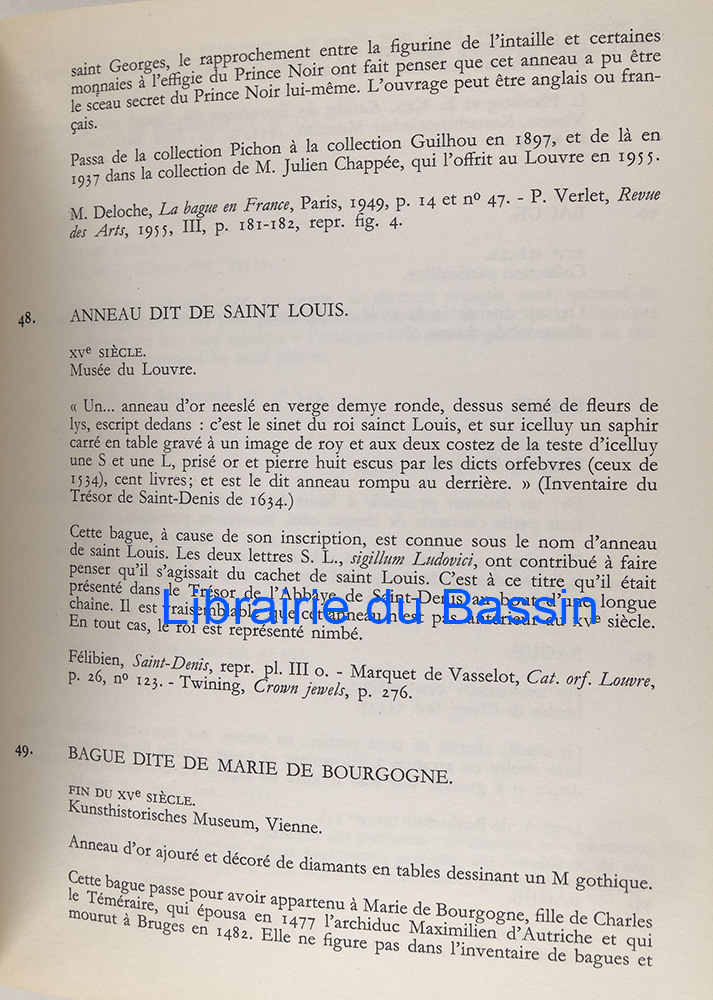 saint Georges, le rapprochement entre la figurine de l'intaille et certaines
monnaies à l'effigie du Prince Noir ont fait penser que cet anneau a pu être
le sceau secret du Prince Noir lui-même. L'ouvrage peut être anglais ou fran-
çais.
Passa de la collection Pichon à la collection Guilhou en 1897, et de là en
1937 dans la collection de M. Julien Chappée, qui l'offrit au Louvre en 1955.
M. Deloche, La bague en France, Paris, 1949, p. 14 et nº 47. - P. Verlet, Revue
des Arts, 1955, III, p. 181-182, repr. fig. 4.
48. ANNEAU DIT DE SAINT LOUIS.
XVe SIÈCLE.
Musée du Louvre.
« Un... anneau d'or neeslé en verge demye ronde, dessus semé de fleurs de
lys, escript dedans : c'est le sinet du roi sainct Louis, et sur icelluy un saphir
carré en table gravé à un image de roy et aux deux costez de la teste d'icelluy
une S et une L, prisé or et pierre huit escus par les dicts orfebvres (ceux de
1534), cent livres; et est le dit anneau rompu au derrière. » (Inventaire du
Trésor de Saint-Denis de 1634.)
Cette bague, à cause de son inscription, est connue sous le nom d'anneau
de saint Louis. Les deux lettres S. L., sigillum Ludovici, ont contribué à faire
penser qu'il s'agissait du cachet de saint Louis. C'est à ce titre qu'il était
présenté dans le Trésor de l'Abbaye de Saint-Denis au bout d'une longue
chaine. Il est vraisemblable que cet anneau n'est pas antérieur au XVe siècle.
En tout cas, le roi est représenté nimbé.
Librairie du Bassin
Félibien, Saint-Denis, repr. pl. III o. - Marquet de Vasselot, Cat. orf. Louvre,
p. 26, nº 123. - Twining, Crown jewels, p. 276.
49. BAGUE DITE DE MARIE DE BOURGOGNE.
FIN DU XVe SIÈCLE.
Kunsthistorisches Museum, Vienne.
Anneau d'or ajouré et décoré de diamants en tables dessinant un M gothique.
Cette bague passe pour avoir appartenu à Marie de Bourgogne, fille de Charles
le Téméraire, qui épousa en 1477 l'archiduc Maximilien d'Autriche et qui
mourut à Bruges en 1482. Elle ne figure pas dans l'inventaire de bagues et